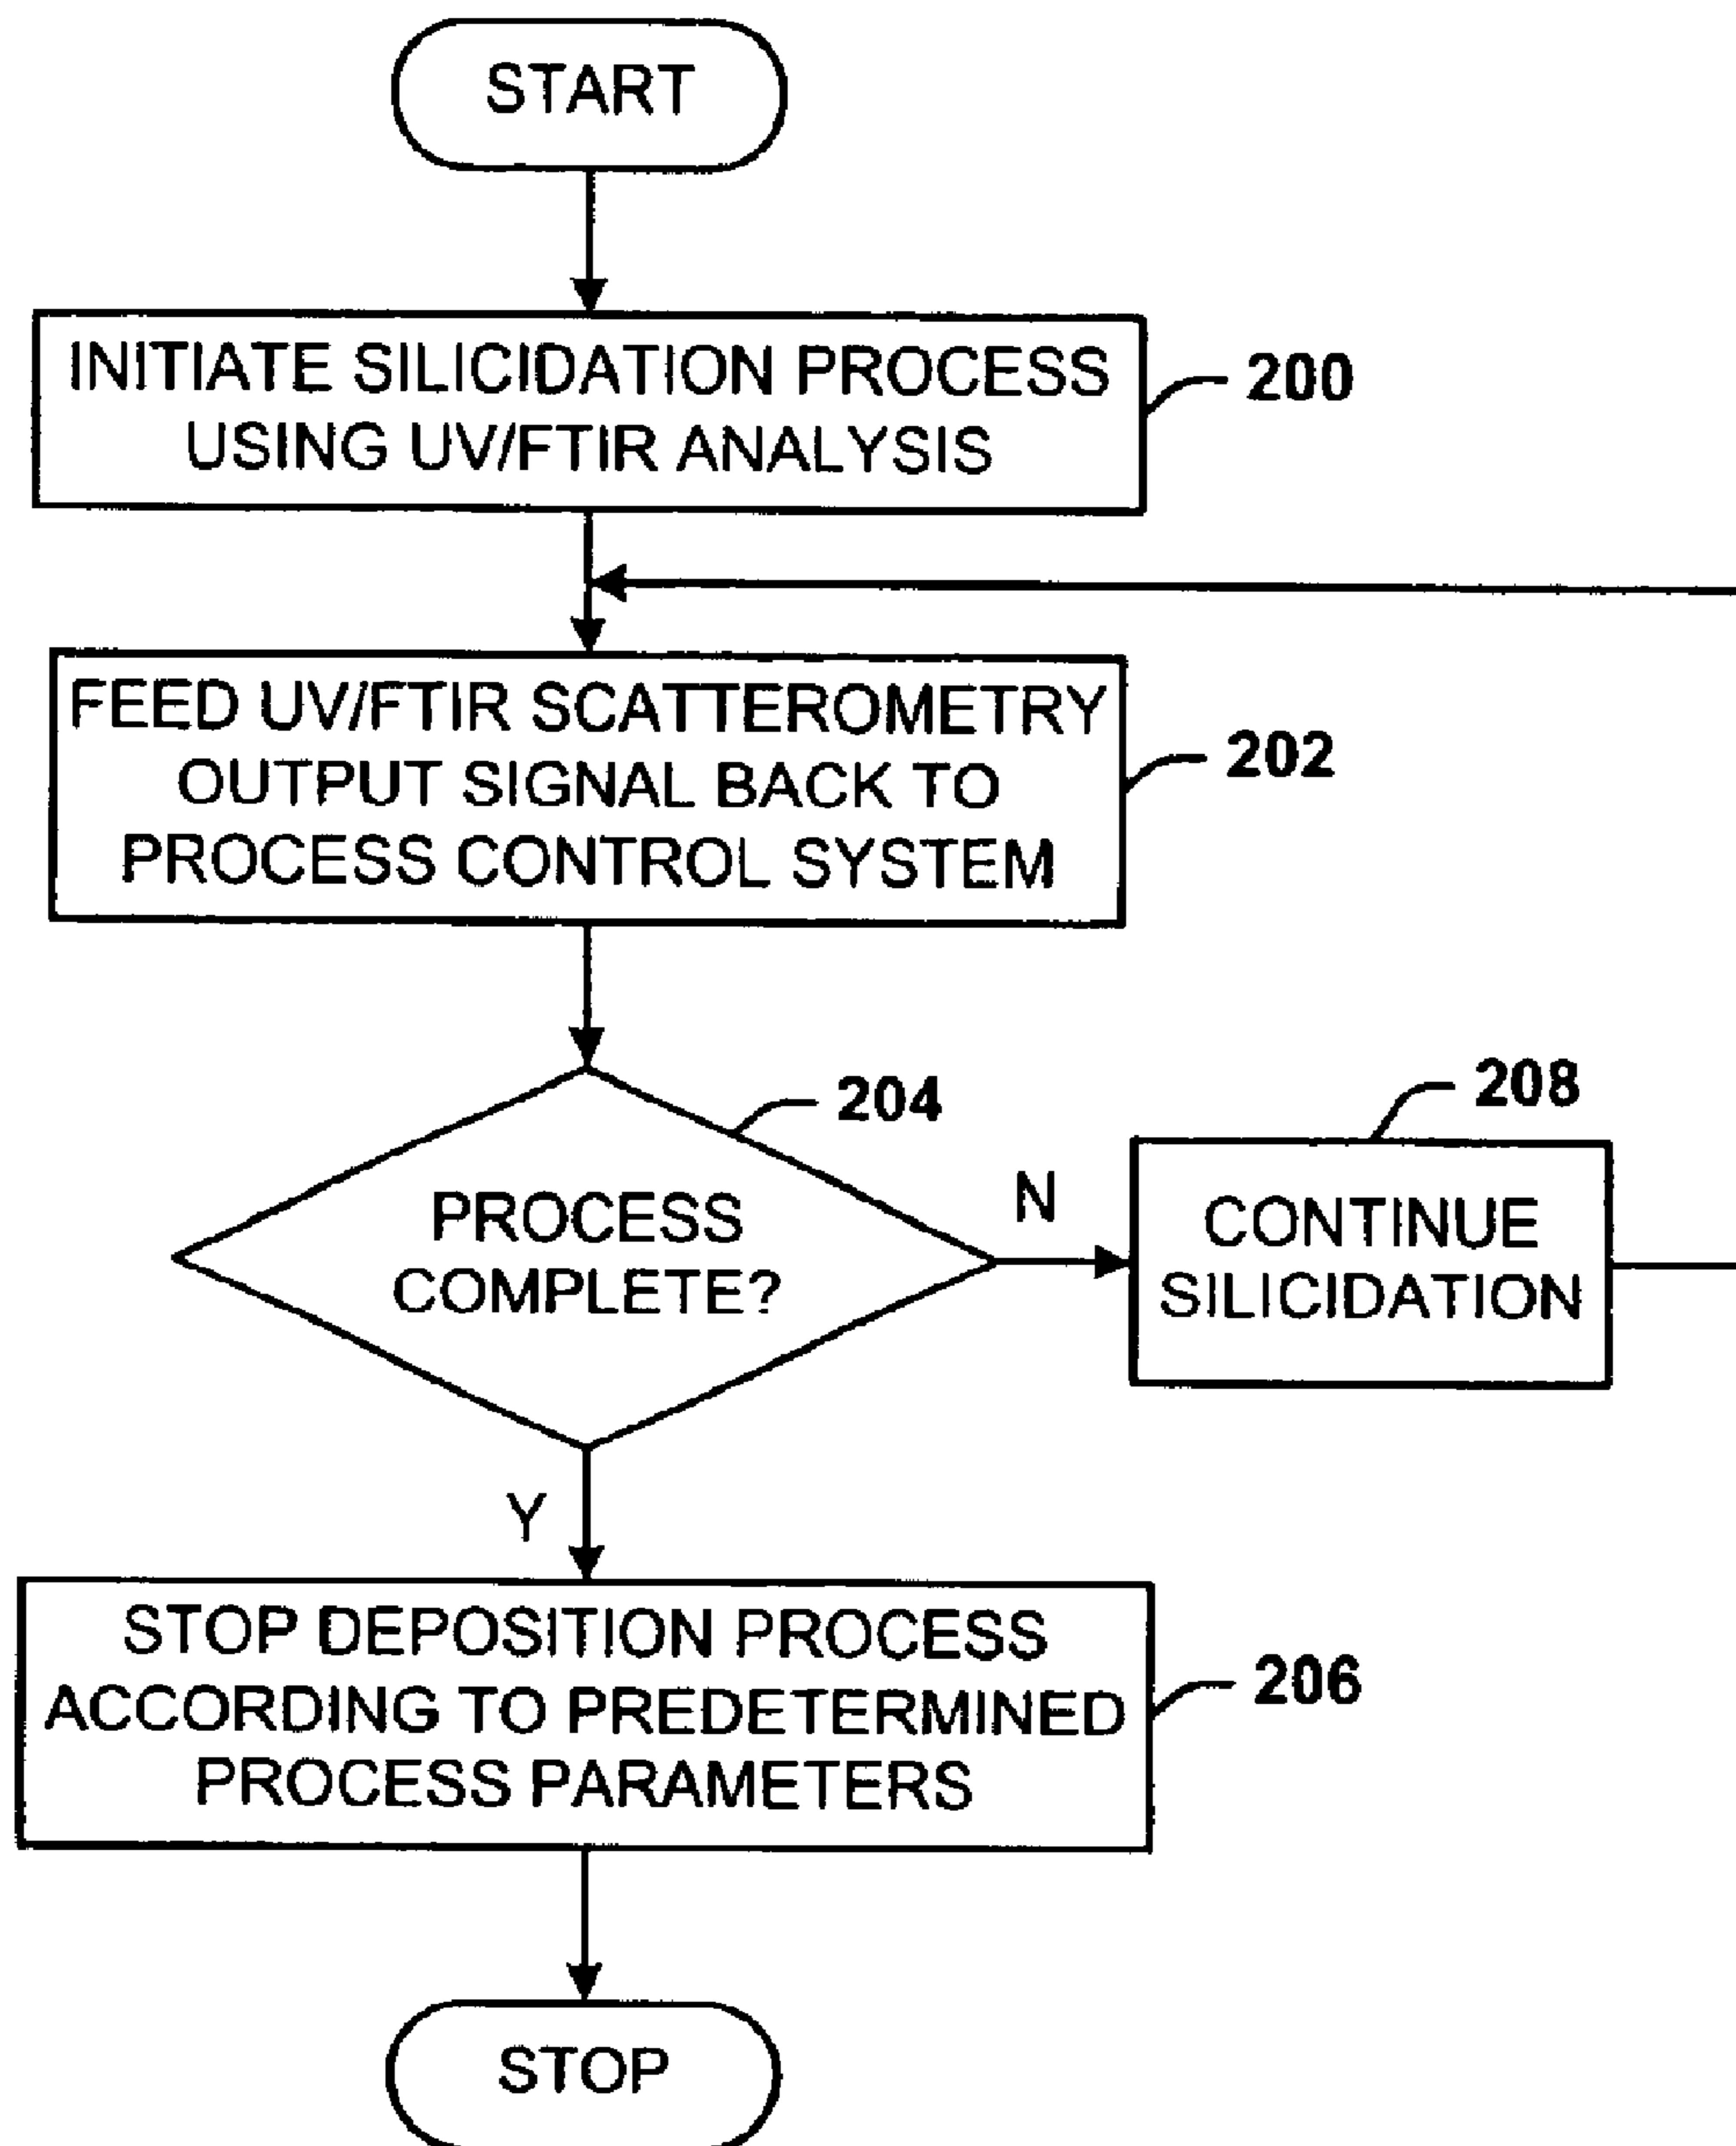 START
INITIATE SILICIDATION PROCESS
USING UV/FTIR ANALYSIS
200
FEED UV/FTIR SCATTEROMETRY
OUTPUT SIGNAL BACK TO
PROCESS CONTROL SYSTEM
202
204
PROCESS
COMPLETE?
N
208
CONTINUE
SILICIDATION
Y
STOP DEPOSITION PROCESS
ACCORDING TO PREDETERMINED
PROCESS PARAMETERS
206
STOP